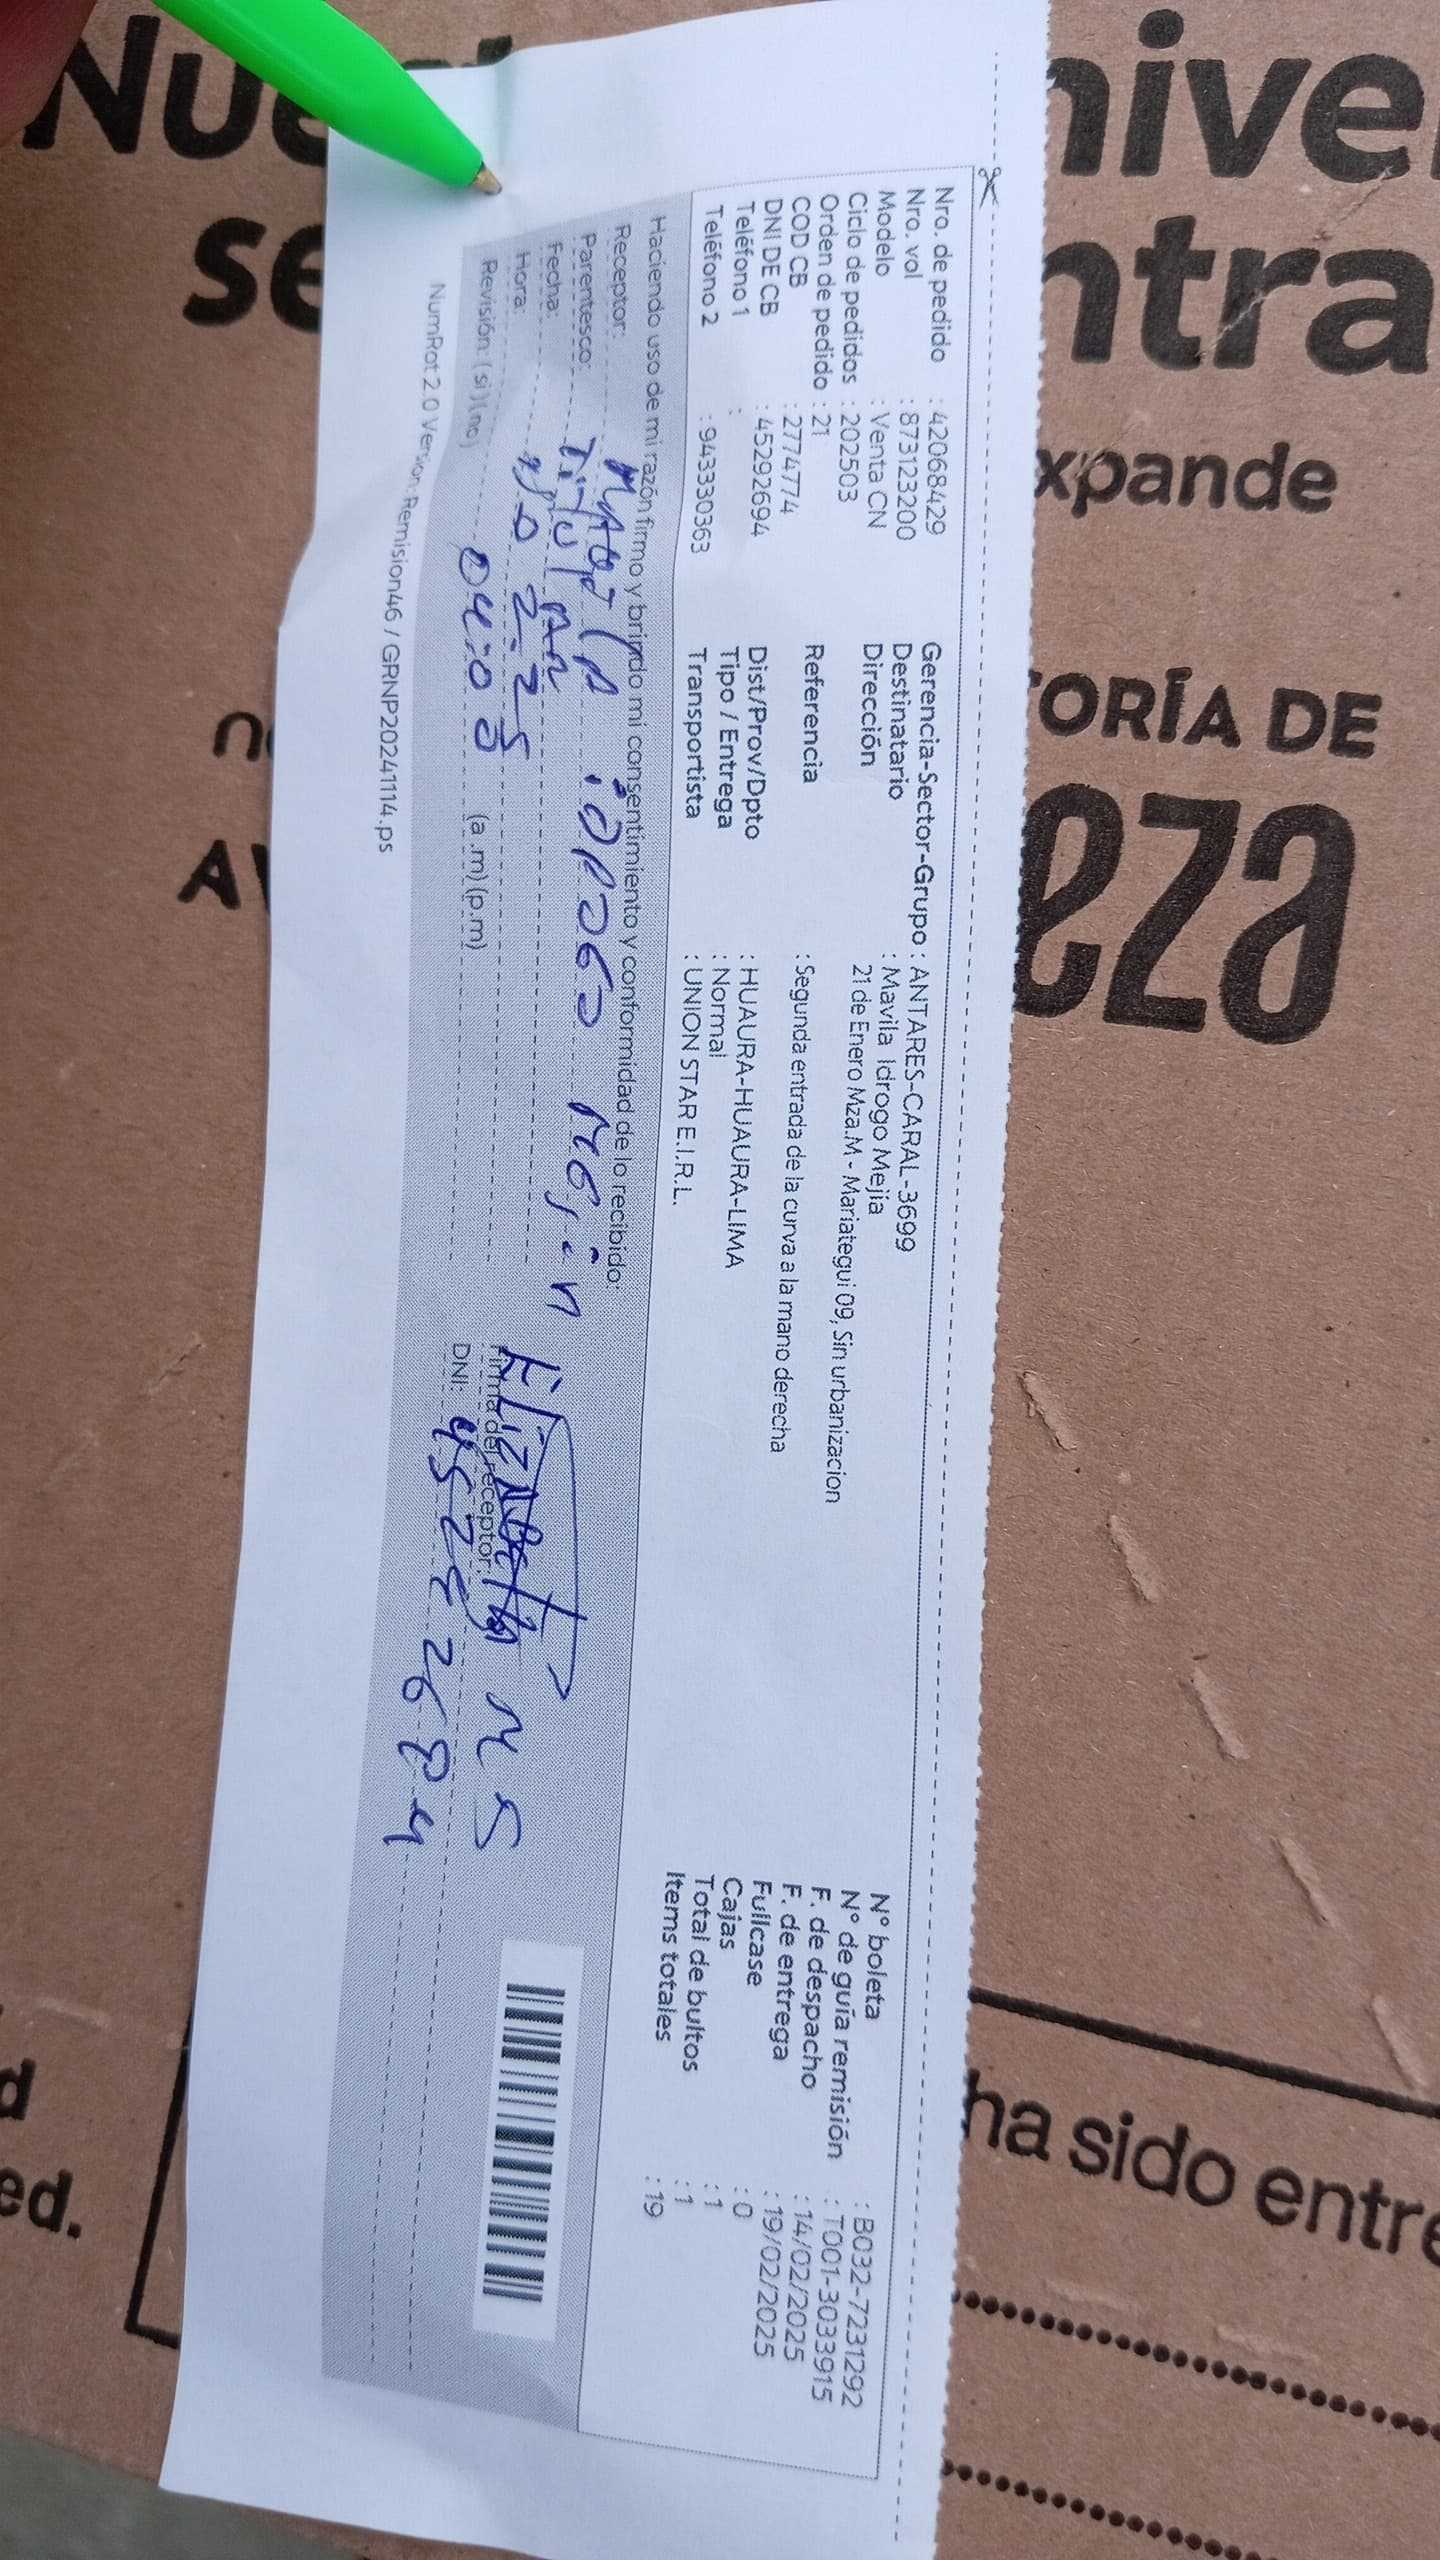 Nro. de pedido : 42068429
Nro. vol : 873123200
Modelo : Venta CN
Ciclo de pedidos : 202503
Orden de pedido : 21
COD CB : 2774774
DNI DE CB : 45292694
Teléfono 1 :
Teléfono 2 : 943330363
Gerencia-Sector-Grupo : ANTARES-CARAL-3699
Destinatario : Mavila Idrogo Mejía
Dirección 21 de Enero Mza.M - Mariategui 09, Sin urbanizacion
Referencia : Segunda entrada de la curva a la mano derecha
Dist/Prov/Dpto : HUAURA-HUAURA-LIMA
Tipo / Entrega : Normal
Transportista : UNION STAR E.I.R.L.
N° boleta : B032-7231292
N° de guía remisión : T001-3033915
F. de despacho : 14/02/2025
F. de entrega : 19/02/2025
Fullcase : 0
Cajas : 1
Total de bultos : 1
Items totales : 19
Haciendo uso de mi razón firmo y brindo mi consentimiento y conformidad de lo recibido:
Receptor:
Parentesco:
Fecha:
Hora: (a.m) (p.m)
Revisión: (si) (no)
Firma del receptor:
DNI:
NumRot 2.0 Version-Remision46 / GRNP20241114.ps
xpande
ORÍA DE
eza
ha sido entre